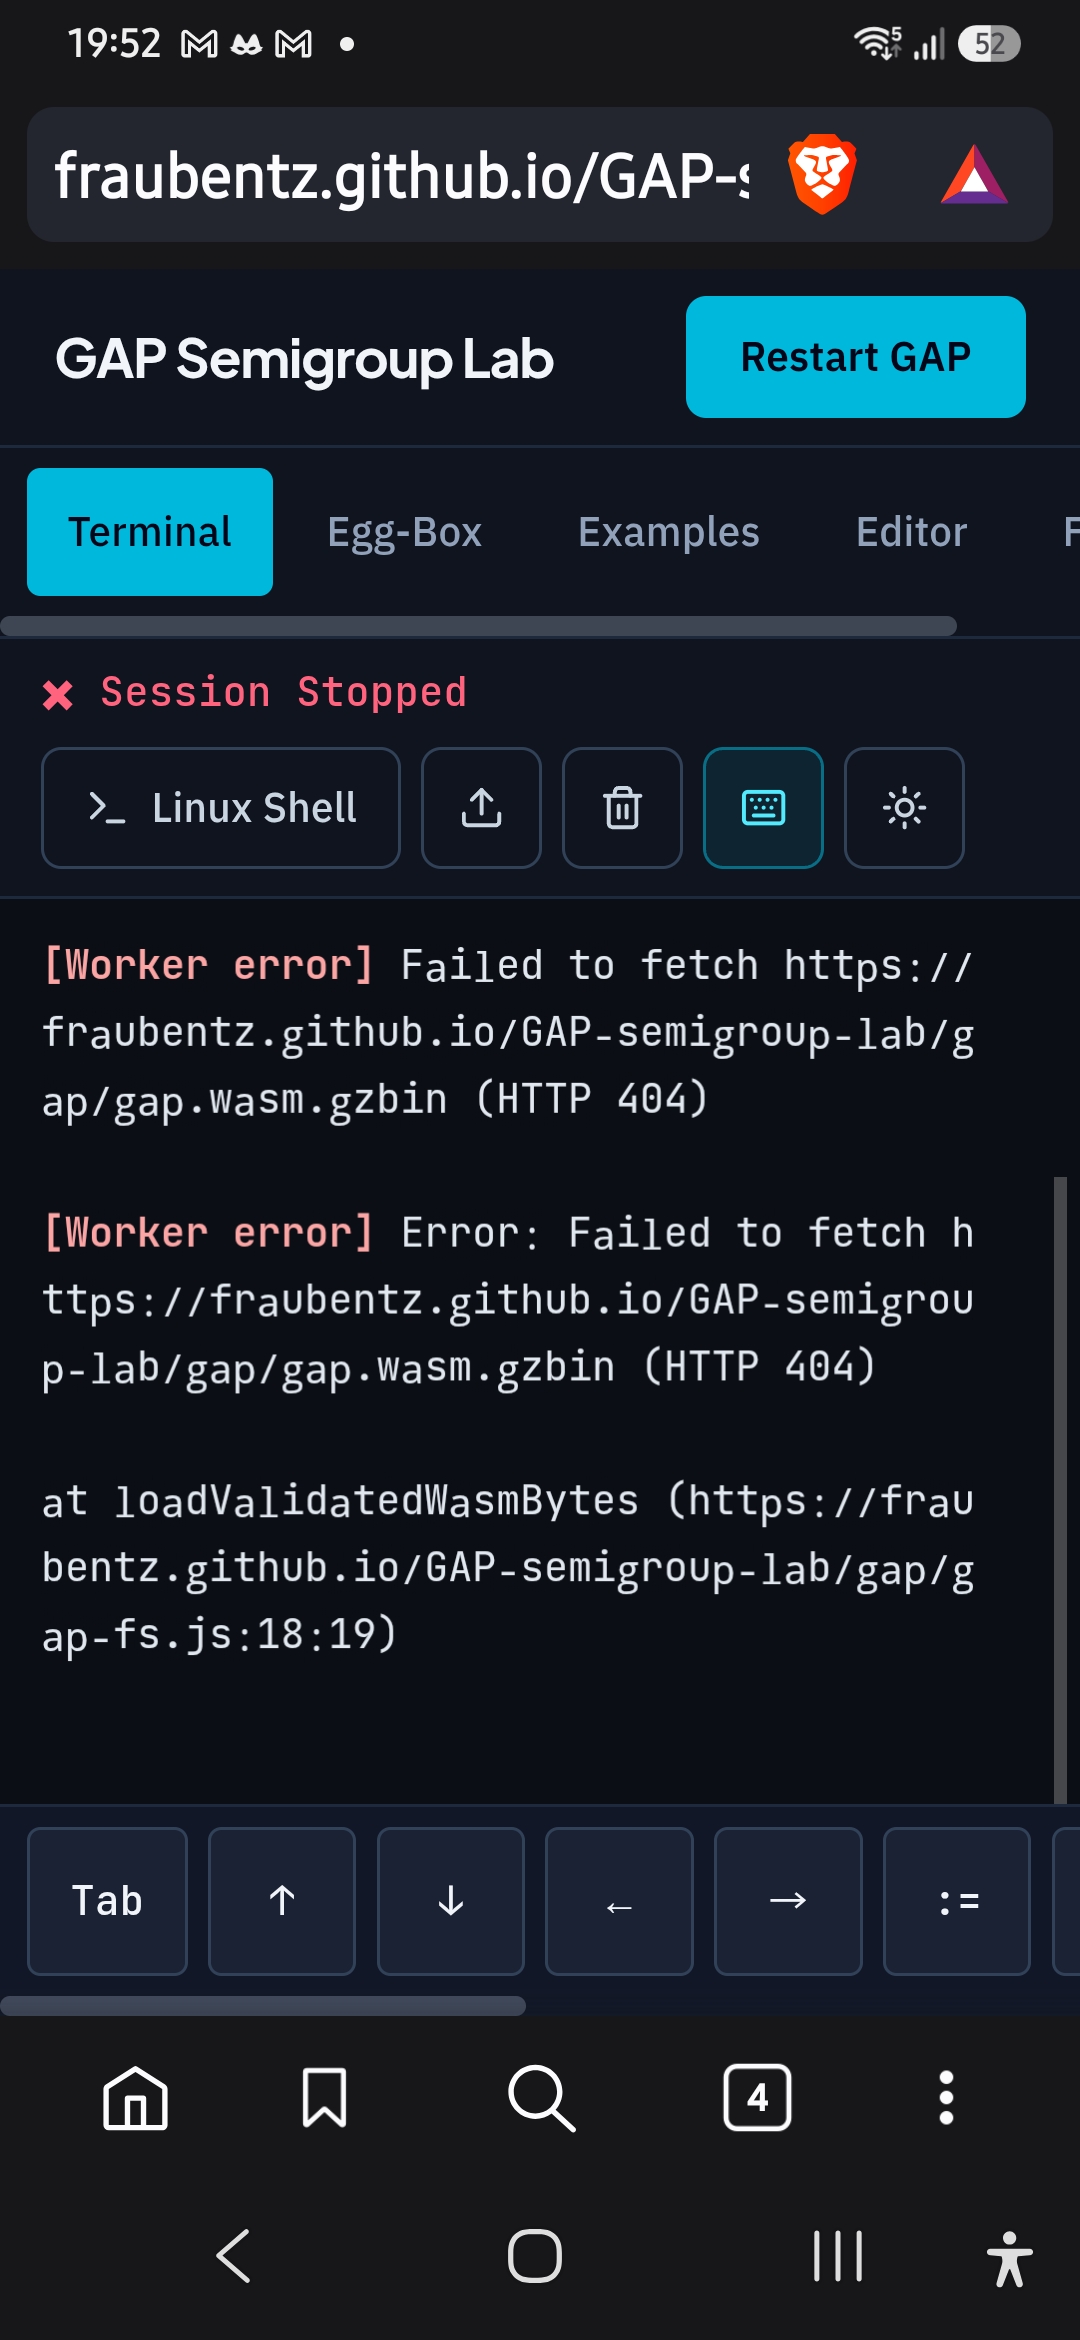 19:52
5
52
fraubentz.github.io/GAP-s
GAP Semigroup Lab
Restart GAP
Terminal
Egg-Box
Examples
Editor
✖ Session Stopped
Linux Shell
[Worker error] Failed to fetch https://
fraubentz.github.io/GAP-semigroup-lab/g
ap/gap.wasm.gzbin (HTTP 404)
[Worker error] Error: Failed to fetch h
ttps://fraubentz.github.io/GAP-semigrou
p-lab/gap/gap.wasm.gzbin (HTTP 404)
at loadValidatedWasmBytes (https://frau
bentz.github.io/GAP-semigroup-lab/gap/g
ap-fs.js:18:19)
Tab
↑
↓
←
→
:=
4